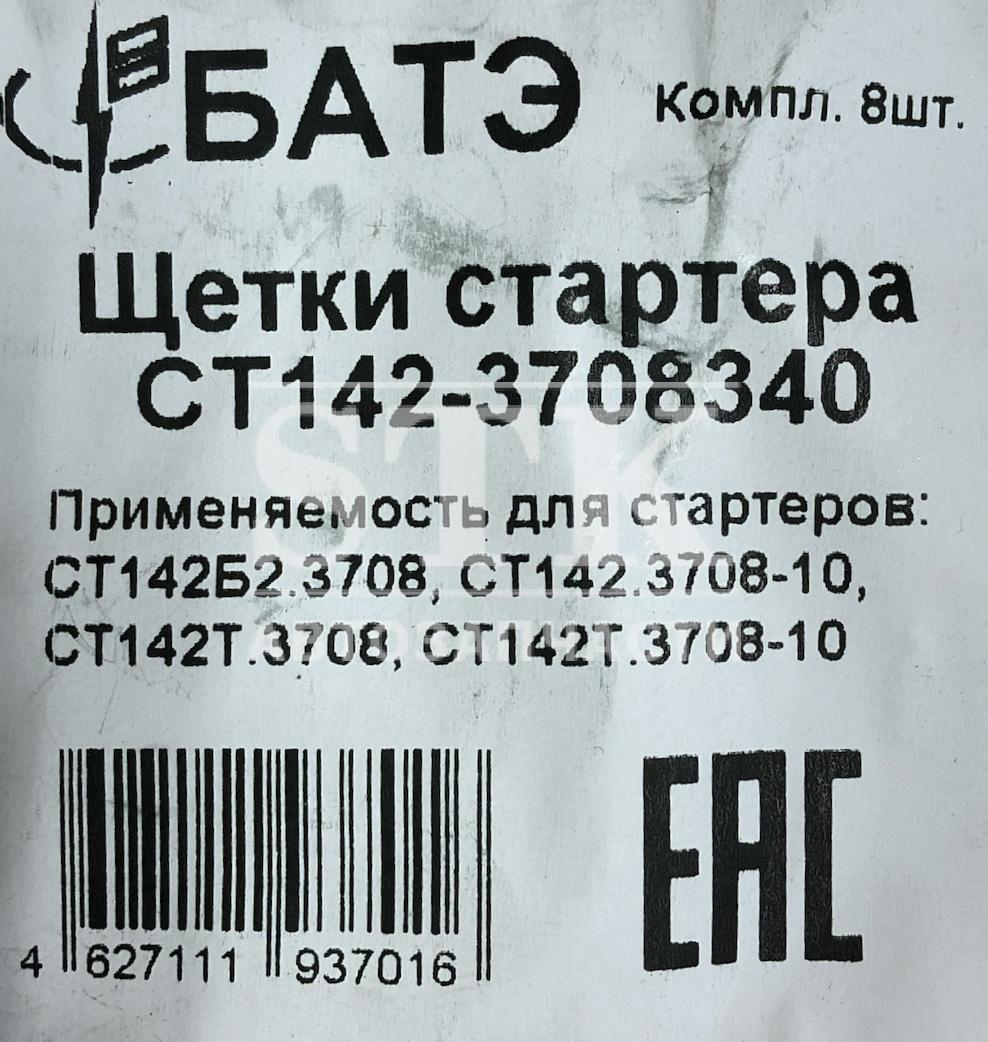 БАТЭ
Компл. 8шт.
Щетки стартера
СТ142-3708340
STK
Применяемость для стартеров:
СТ142Б2.3708, СТ142.3708-10,
СТ142Т.3708, СТ142Т.3708-10
4 627111 937016
EAC